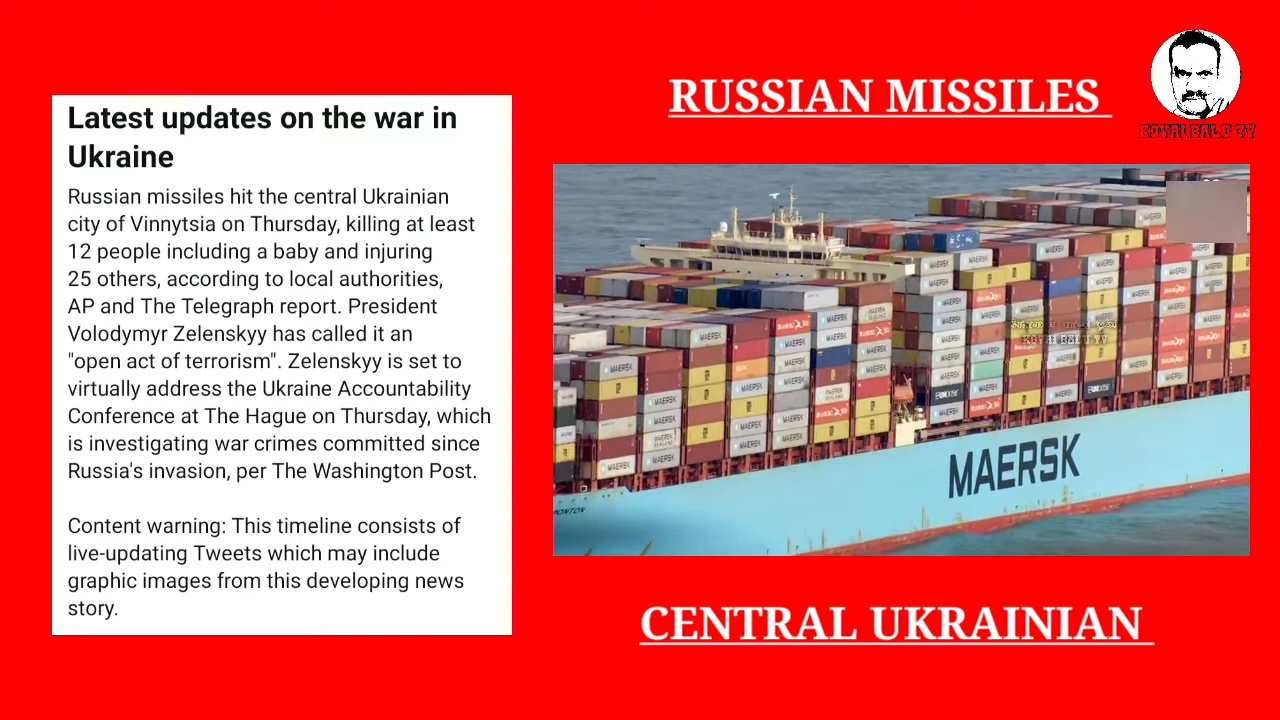 Latest updates on the war in
Ukraine
Russian missiles hit the central Ukrainian
city of Vinnytsia on Thursday, killing at least
12 people including a baby and injuring
25 others, according to local authorities,
AP and The Telegraph report. President
Volodymyr Zelenskyy has called it an
"open act of terrorism". Zelenskyy is set to
virtually address the Ukraine Accountability
Conference at The Hague on Thursday, which
is investigating war crimes committed since
Russia's invasion, per The Washington Post.
Content warning: This timeline consists of
live-updating Tweets which may include
graphic images from this developing news
story.
RUSSIAN MISSILES
KOVAI BALU TV
MAERSK
CENTRAL UKRAINIAN